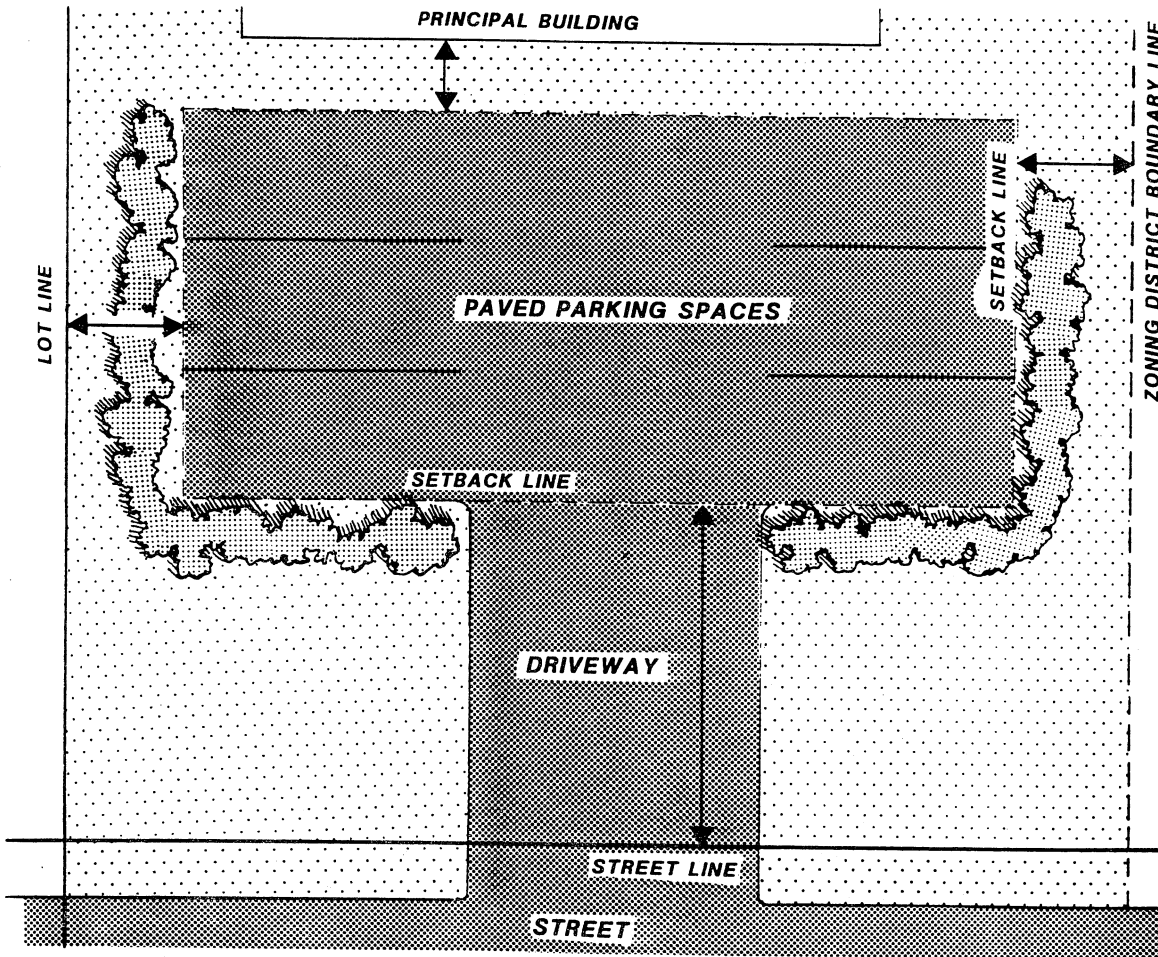 PRINCIPAL BUILDING
ZONING DISTRICT BOUNDARY LINE
SETBACK LINE
LOT LINE
PAVED PARKING SPACES
SETBACK LINE
DRIVEWAY
STREET LINE
STREET